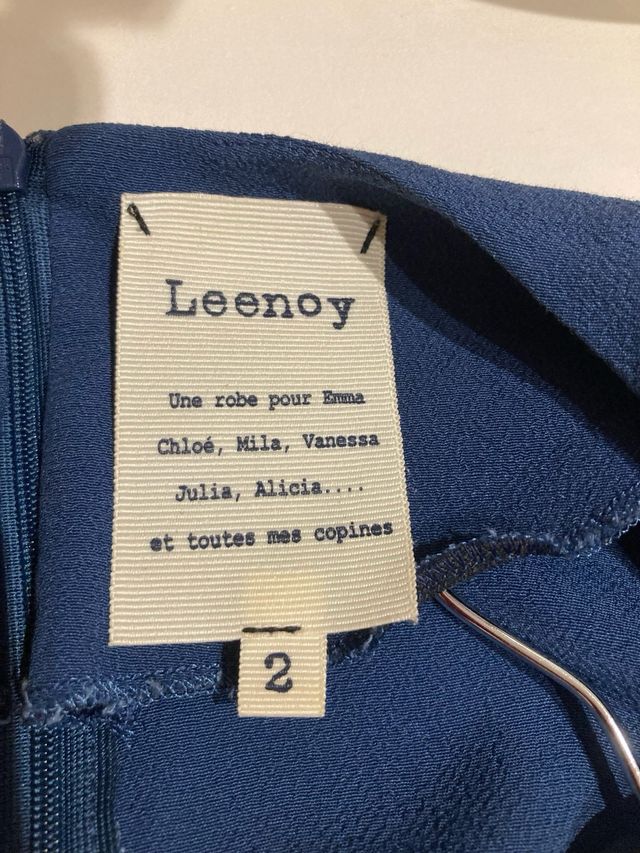 Leenoy
Une robe pour Emma
Chloé, Mila, Vanessa
Julia, Alicia....
et toutes mes copines
2